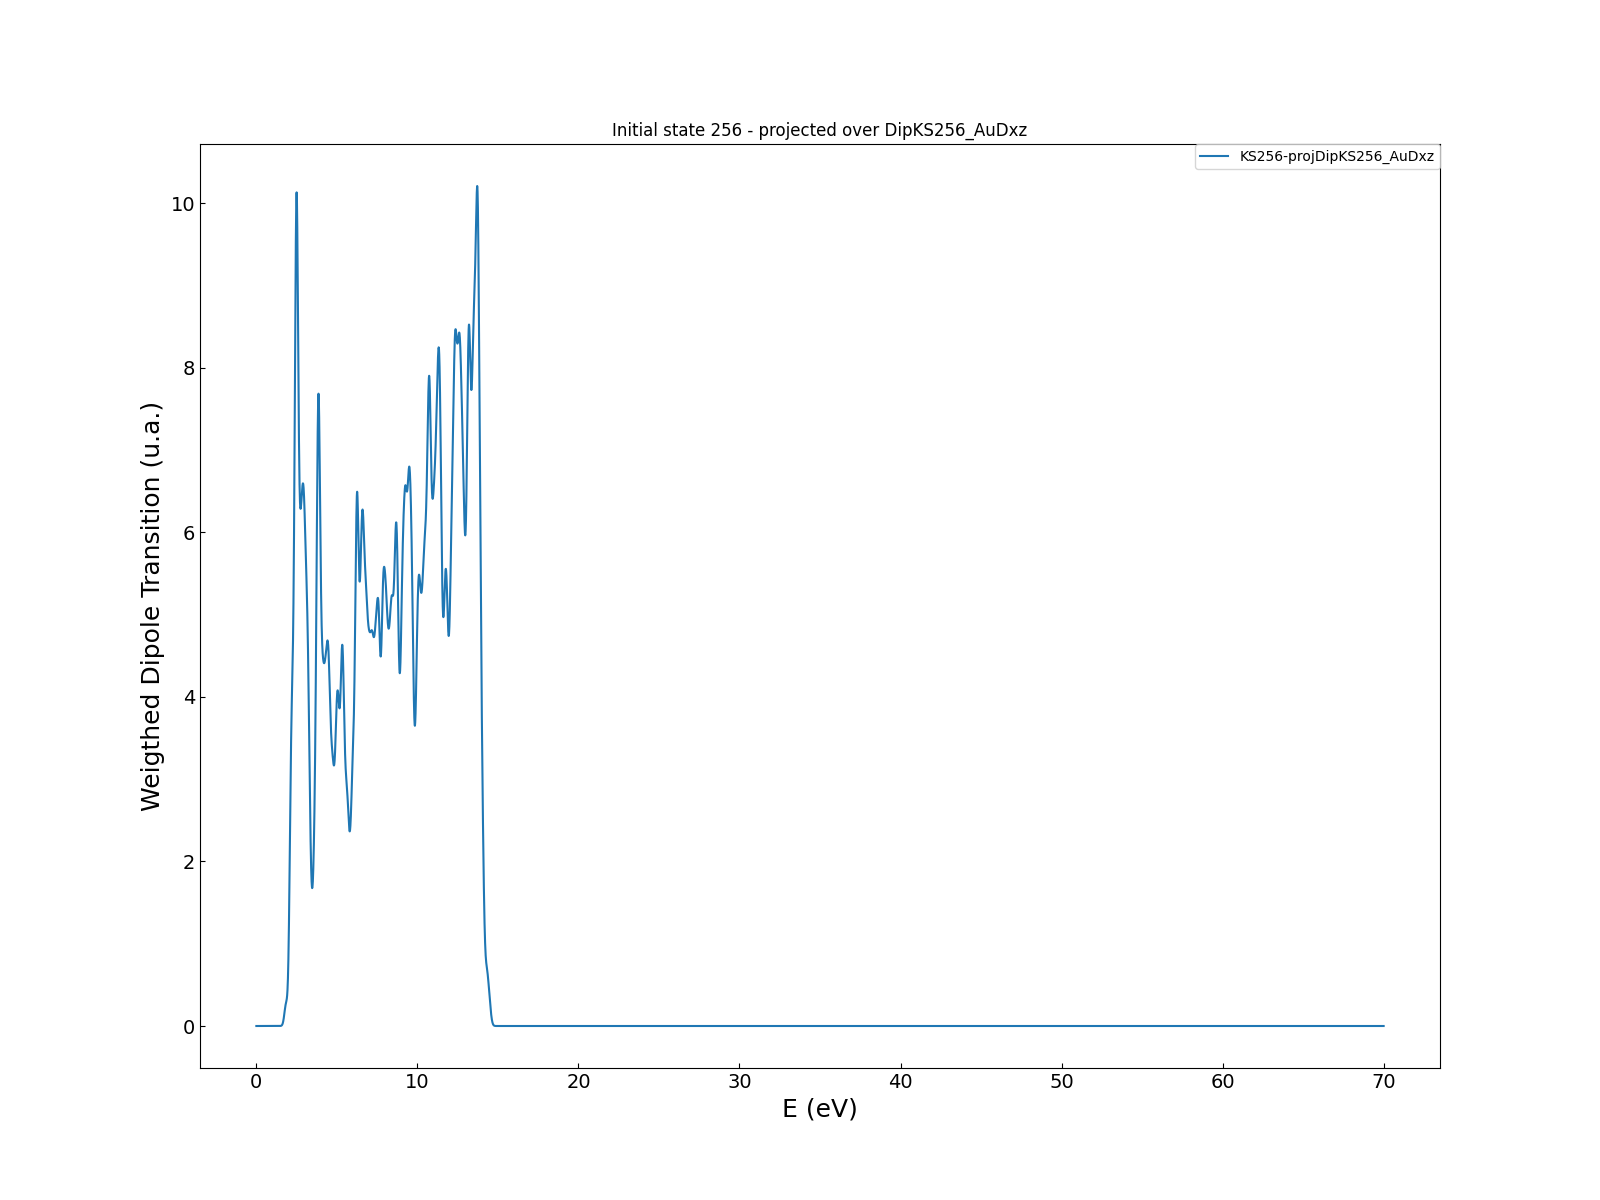 Initial state 256 - projected over DipKS256_AuDxz
KS256-projDipKS256_AuDxz
Weigthed Dipole Transition (u.a.)
10
8
6
4
2
0
0 10 20 30 40 50 60 70
E (eV)